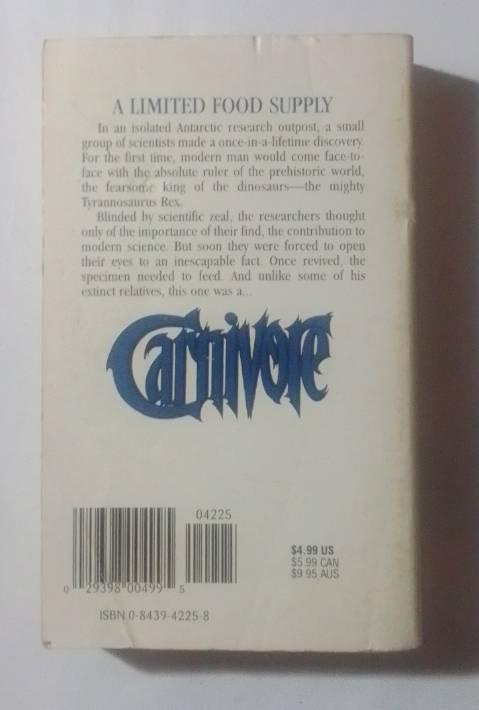 A LIMITED FOOD SUPPLY
In an isolated Antarctic research outpost, a small
group of scientists made a once-in-a-lifetime discovery.
For the first time, modern man would come face-to-
face with the absolute ruler of the prehistoric world,
the fearsome king of the dinosaurs—the mighty
Tyrannosaurus Rex.
Blinded by scientific zeal, the researchers thought
only of the importance of their find, the contribution to
modern science. But soon they were forced to open
their eyes to an inescapable fact. Once revived, the
specimen needed to feed. And unlike some of his
extinct relatives, this one was a...
Carnivore
04225
$4.99 US
$5.99 CAN
$9.95 AUS
0 29398 00499 5
ISBN 0-8439-4225-8